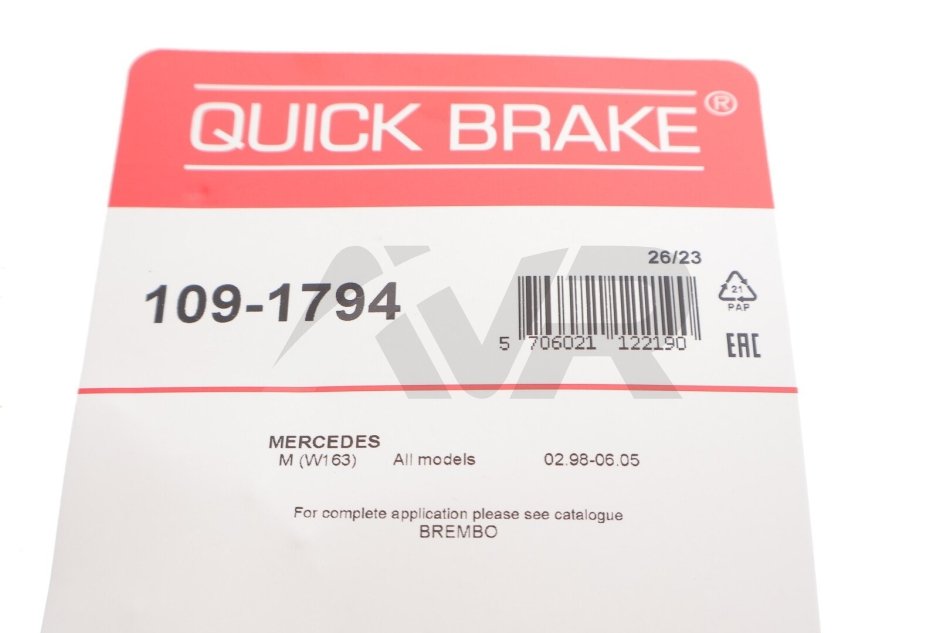 QUICK BRAKE®
26/23
109-1794
5 706021 122190
21
PAP
EAC
MERCEDES
M (W163) All models 02.98-06.05
For complete application please see catalogue
BREMBO